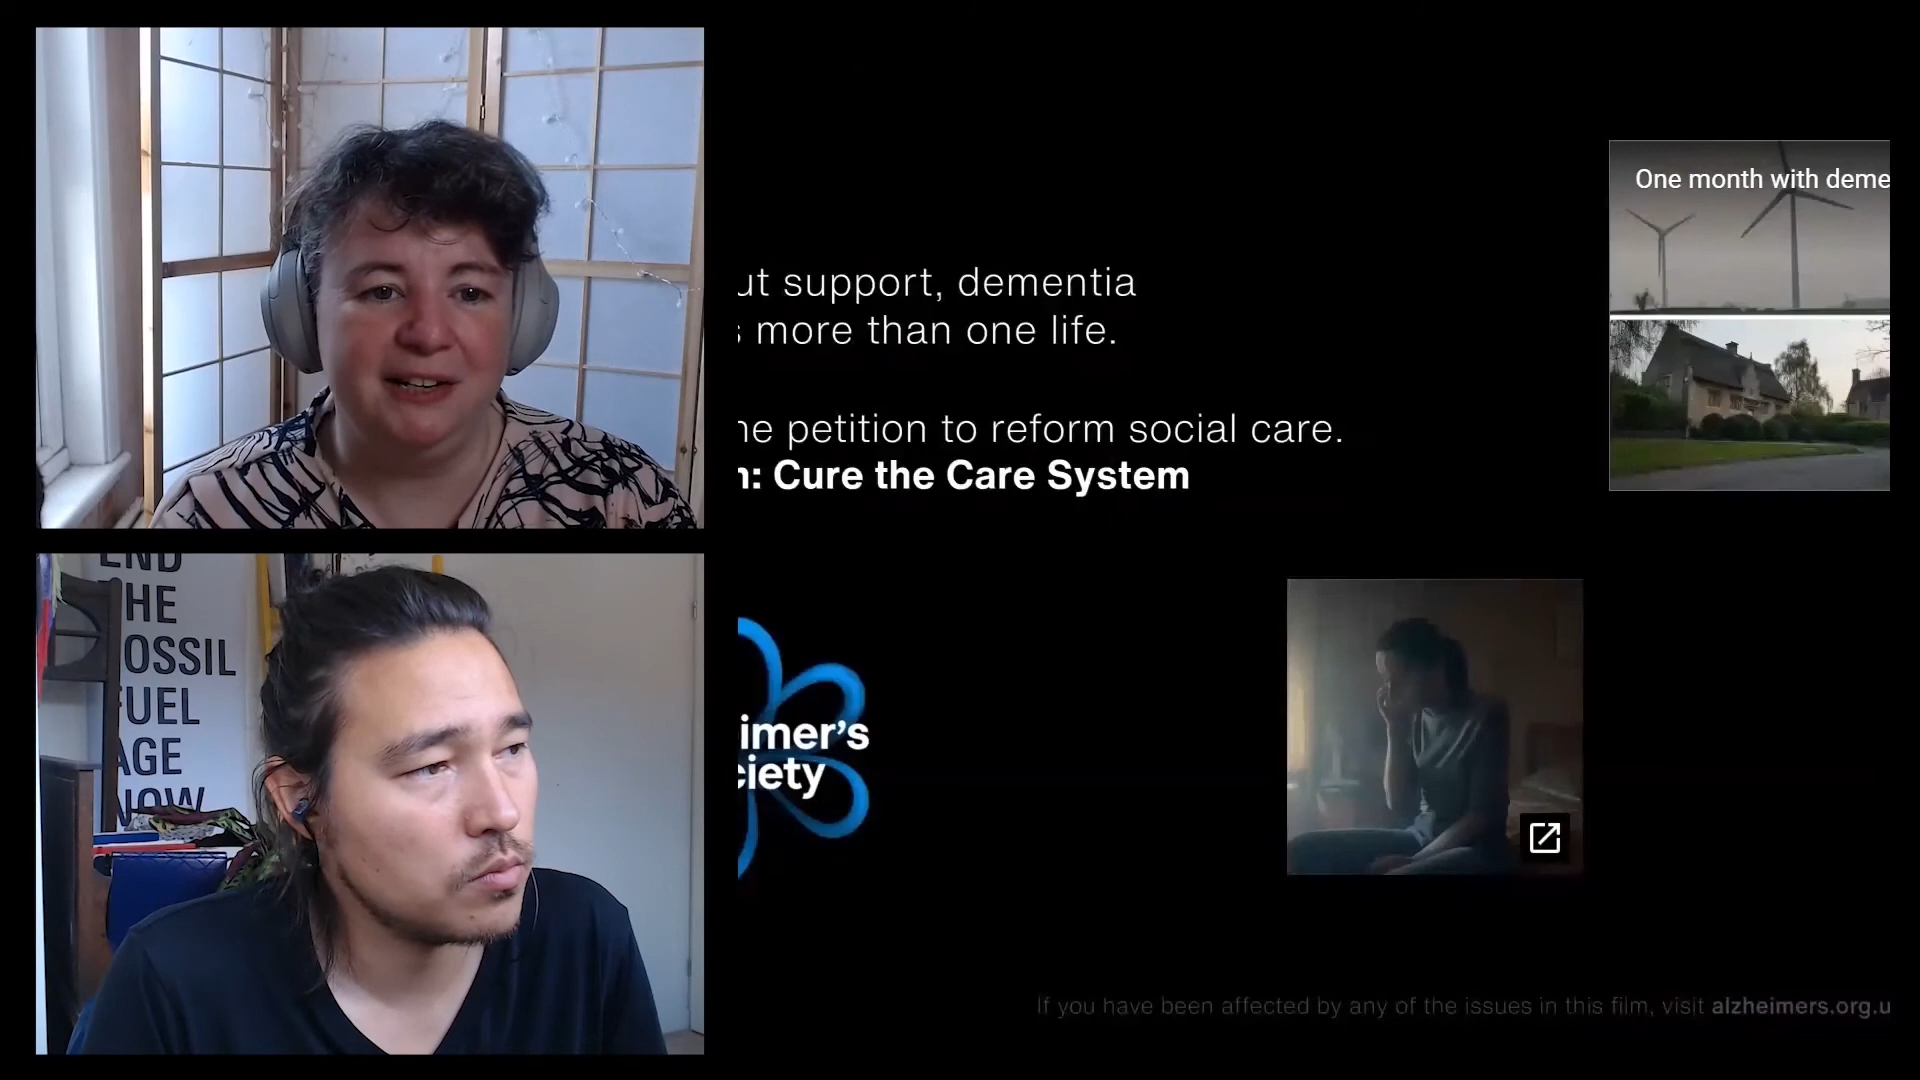 END
THE
FOSSIL
FUEL
AGE
NOW
ut support, dementia
s more than one life.
he petition to reform social care.
n: Cure the Care System
imer's
ciety
One month with deme
If you have been affected by any of the issues in this film, visit alzheimers.org.u